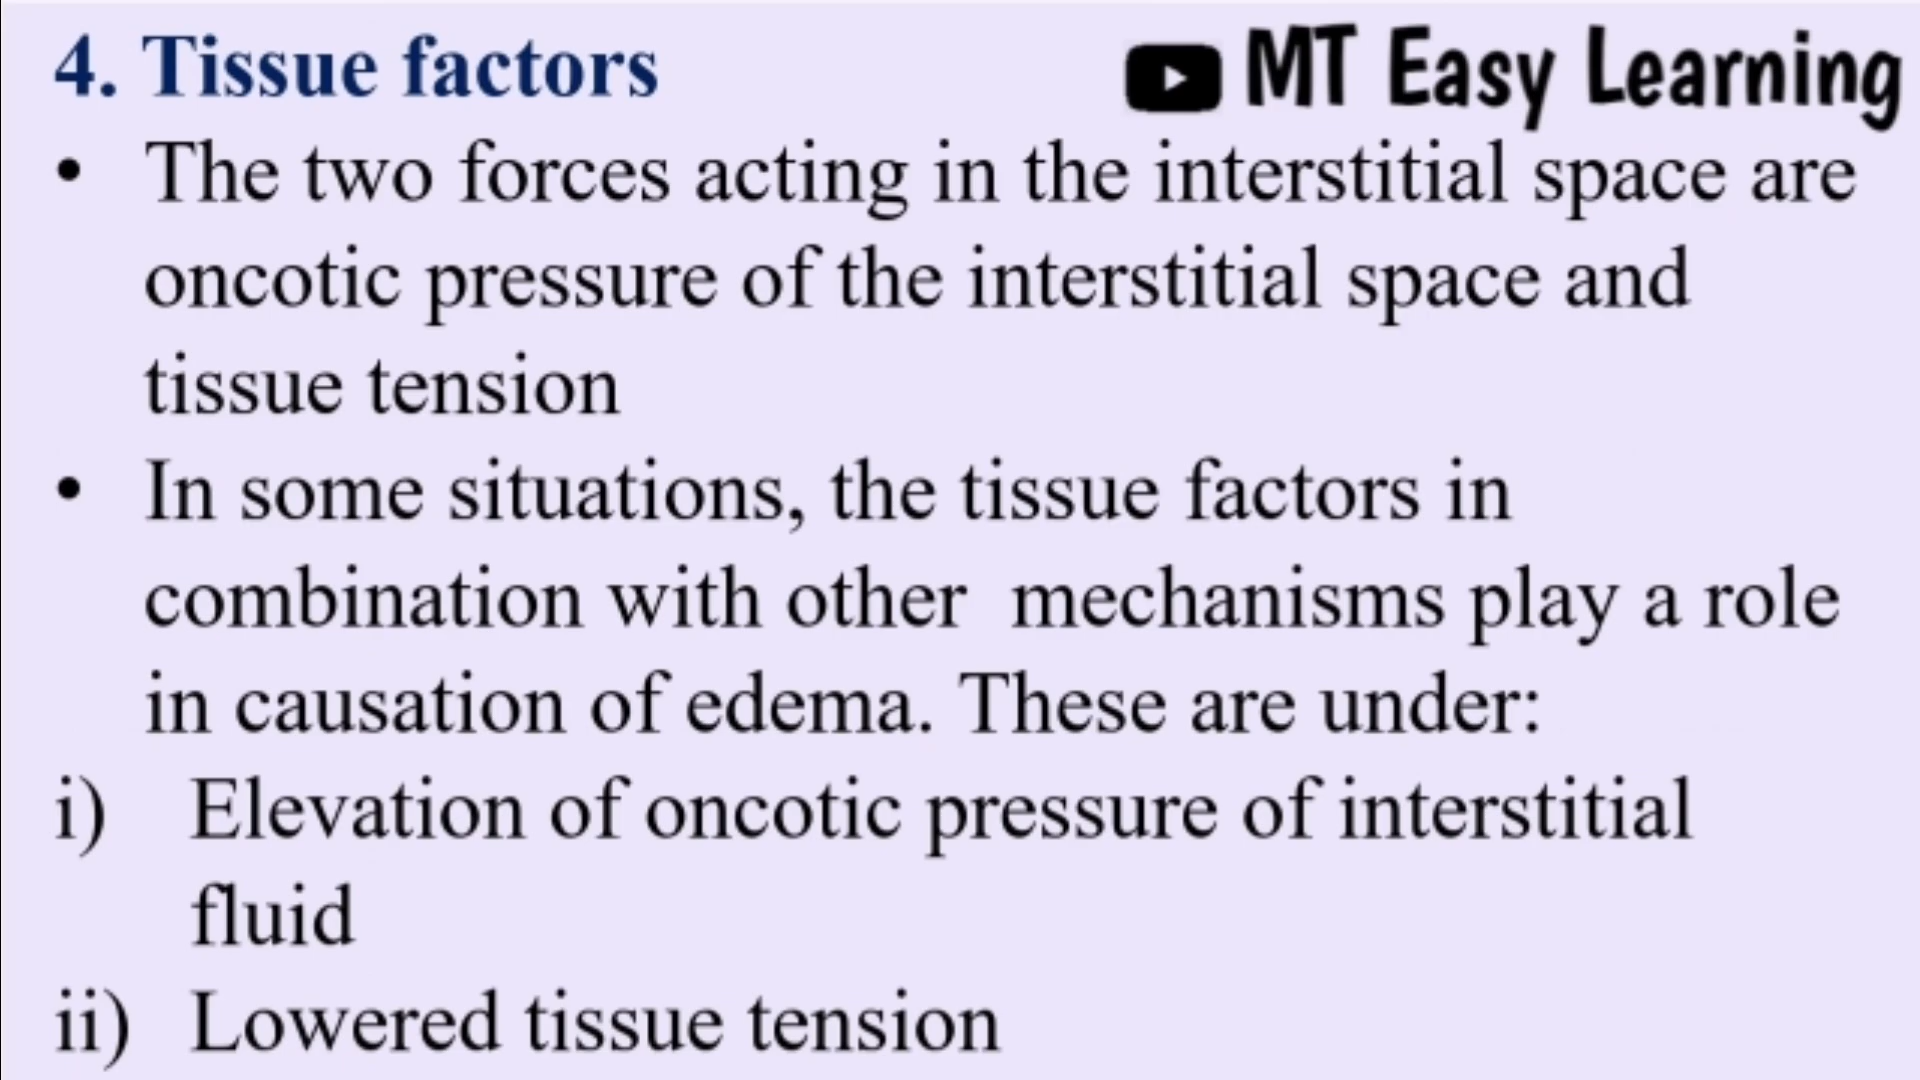 4. Tissue factors
MT Easy Learning
• The two forces acting in the interstitial space are
oncotic pressure of the interstitial space and
tissue tension
• In some situations, the tissue factors in
combination with other mechanisms play a role
in causation of edema. These are under:
i) Elevation of oncotic pressure of interstitial
fluid
ii) Lowered tissue tension